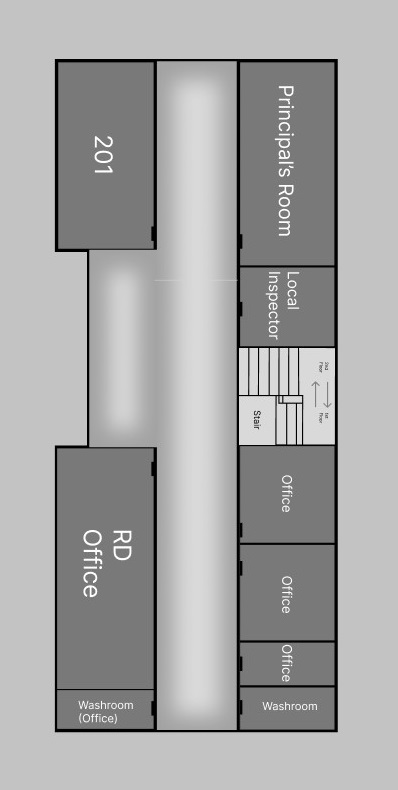 201
Principal's Room
Local
Inspector
2nd
Floor
1st
Floor
Stair
Office
RD
Office
Office
Office
Washroom
(Office)
Washroom